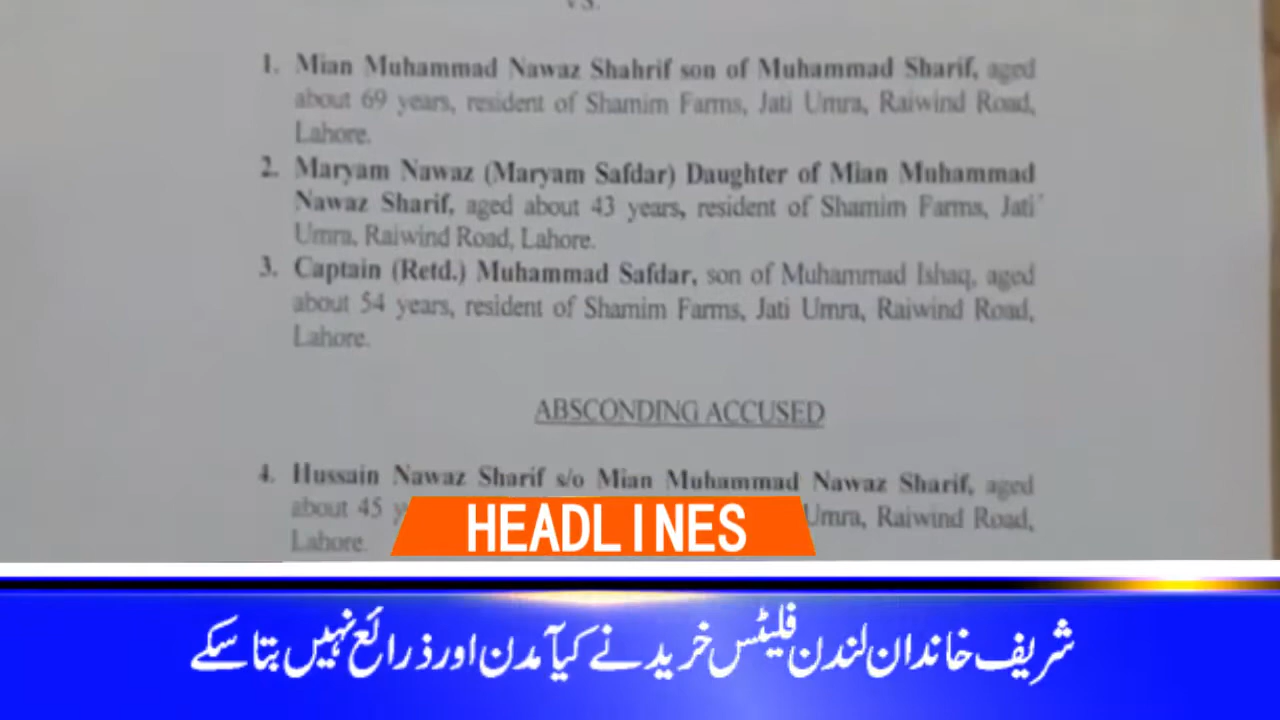 VS.
1. Mian Muhammad Nawaz Shahrif son of Muhammad Sharif, aged
about 69 years, resident of Shamim Farms, Jati Umra, Raiwind Road,
Lahore.
2. Maryam Nawaz (Maryam Safdar) Daughter of Mian Muhammad
Nawaz Sharif, aged about 43 years, resident of Shamim Farms, Jati
Umra, Raiwind Road, Lahore.
3. Captain (Retd.) Muhammad Safdar, son of Muhammad Ishaq, aged
about 54 years, resident of Shamim Farms, Jati Umra, Raiwind Road,
Lahore.
ABSCONDING ACCUSED
4. Hussain Nawaz Sharif s/o Mian Muhammad Nawaz Sharif, aged
about 45 Umra, Raiwind Road,
Lahore.
HEADLINES
شریف خاندان لندن فلیٹس خریدنے کیآمدن اور ذرائع نہیں بتا سکے